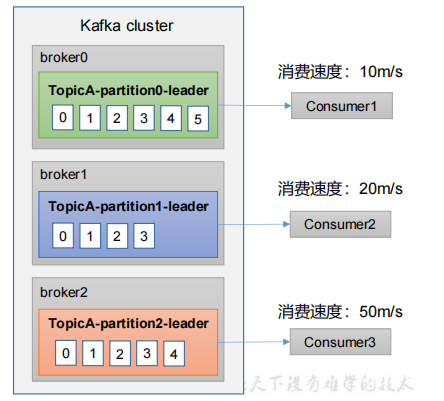 Kafka cluster
broker0
TopicA-partition0-leader
0 1 2 3 4 5
消费速度：10m/s
Consumer1
broker1
TopicA-partition1-leader
0 1 2 3
消费速度：20m/s
Consumer2
broker2
TopicA-partition2-leader
0 1 2 3 4
消费速度：50m/s
Consumer3
天下没有难学的技术